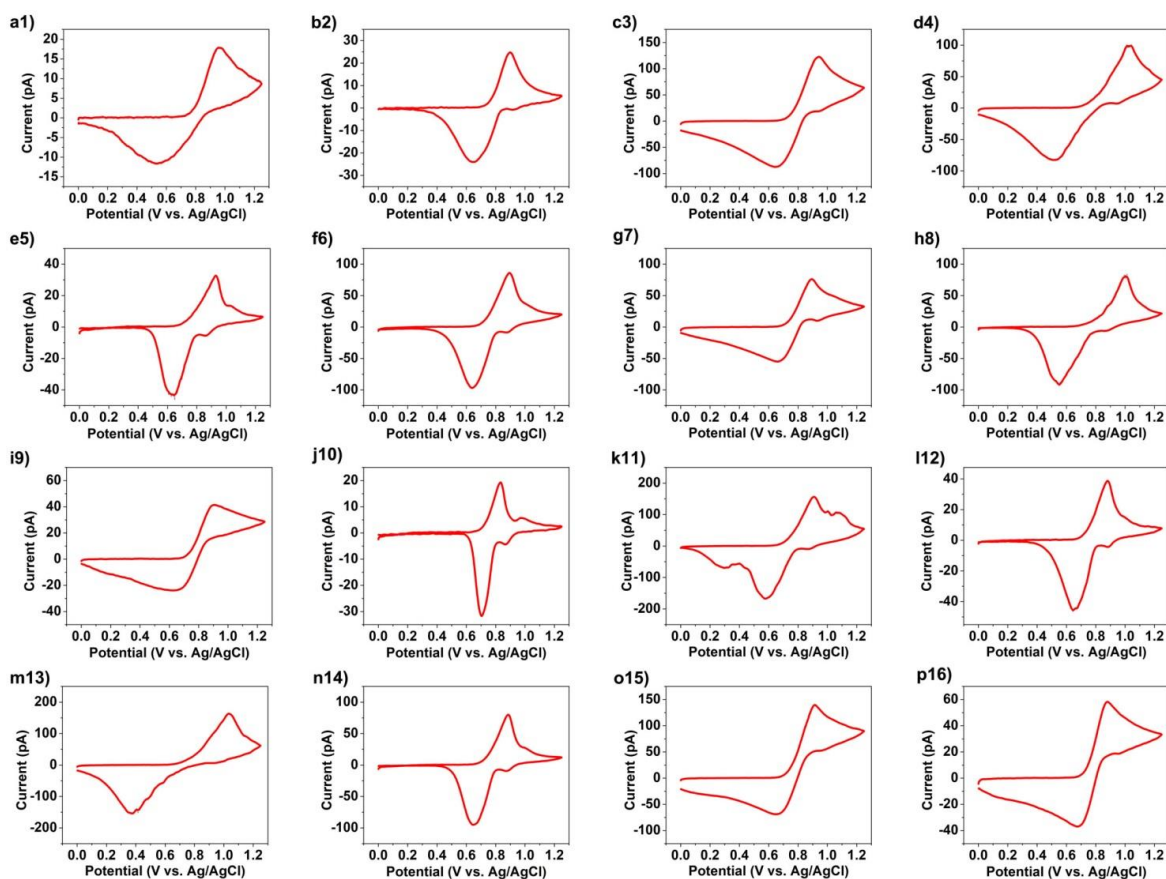 a1)
Current (pA)
20
15
10
5
0
-5
-10
-15
0.0 0.2 0.4 0.6 0.8 1.0 1.2
Potential (V vs. Ag/AgCl)
b2)
Current (pA)
30
20
10
0
-10
-20
-30
0.0 0.2 0.4 0.6 0.8 1.0 1.2
Potential (V vs. Ag/AgCl)
c3)
Current (pA)
150
100
50
0
-50
-100
0.0 0.2 0.4 0.6 0.8 1.0 1.2
Potential (V vs. Ag/AgCl)
d4)
Current (pA)
100
50
0
-50
-100
0.0 0.2 0.4 0.6 0.8 1.0 1.2
Potential (V vs. Ag/AgCl)
e5)
Current (pA)
40
20
0
-20
-40
0.0 0.2 0.4 0.6 0.8 1.0 1.2
Potential (V vs. Ag/AgCl)
f6)
Current (pA)
100
50
0
-50
-100
0.0 0.2 0.4 0.6 0.8 1.0 1.2
Potential (V vs. Ag/AgCl)
g7)
Current (pA)
100
50
0
-50
-100
0.0 0.2 0.4 0.6 0.8 1.0 1.2
Potential (V vs. Ag/AgCl)
h8)
Current (pA)
100
50
0
-50
-100
0.0 0.2 0.4 0.6 0.8 1.0 1.2
Potential (V vs. Ag/AgCl)
i9)
Current (pA)
60
40
20
0
-20
-40
0.0 0.2 0.4 0.6 0.8 1.0 1.2
Potential (V vs. Ag/AgCl)
j10)
Current (pA)
20
10
0
-10
-20
-30
0.0 0.2 0.4 0.6 0.8 1.0 1.2
Potential (V vs. Ag/AgCl)
k11)
Current (pA)
200
100
0
-100
-200
0.0 0.2 0.4 0.6 0.8 1.0 1.2
Potential (V vs. Ag/AgCl)
l12)
Current (pA)
40
20
0
-20
-40
0.0 0.2 0.4 0.6 0.8 1.0 1.2
Potential (V vs. Ag/AgCl)
m13)
Current (pA)
200
100
0
-100
-200
0.0 0.2 0.4 0.6 0.8 1.0 1.2
Potential (V vs. Ag/AgCl)
n14)
Current (pA)
100
50
0
-50
-100
0.0 0.2 0.4 0.6 0.8 1.0 1.2
Potential (V vs. Ag/AgCl)
o15)
Current (pA)
150
100
50
0
-50
-100
0.0 0.2 0.4 0.6 0.8 1.0 1.2
Potential (V vs. Ag/AgCl)
p16)
Current (pA)
60
40
20
0
-20
-40
0.0 0.2 0.4 0.6 0.8 1.0 1.2
Potential (V vs. Ag/AgCl)